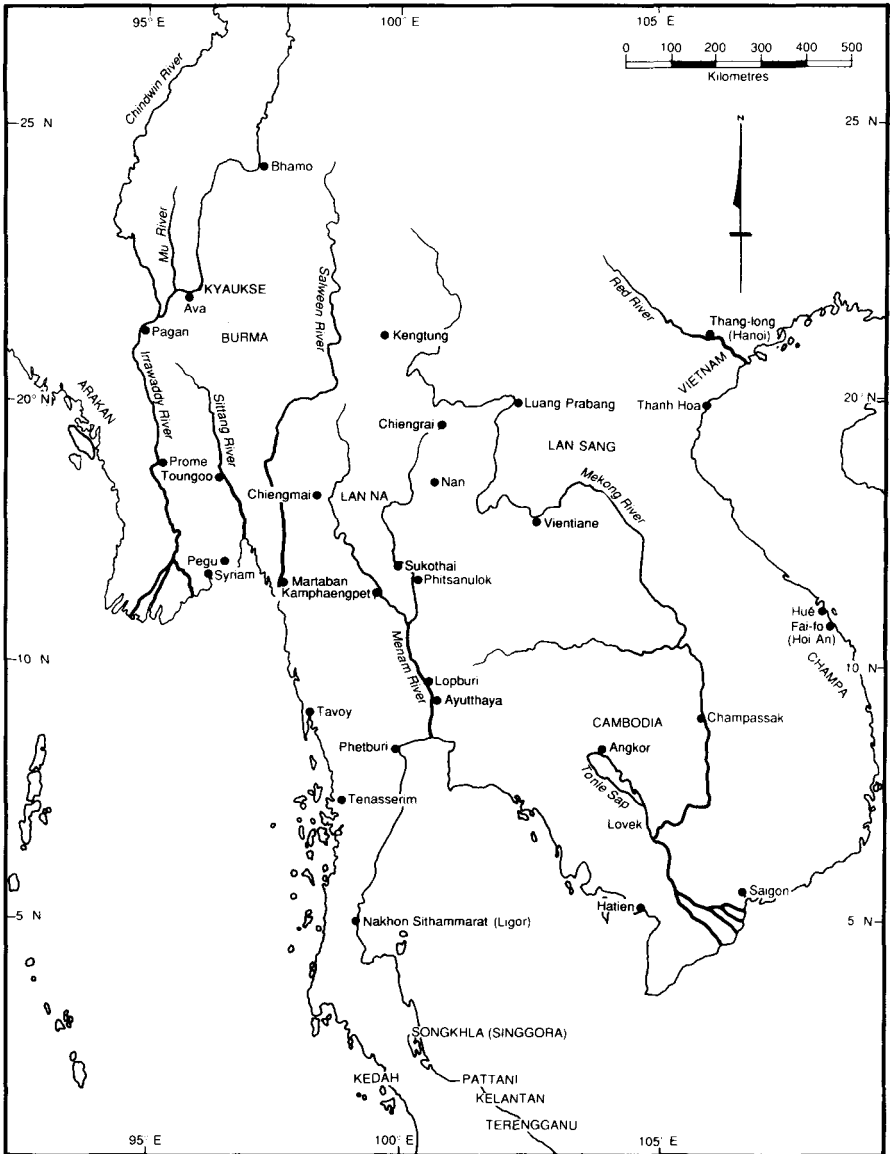 95° E
100° E
105° E
0 100 200 300 400 500
Kilometres
25 N
25 N
N
Chindwin River
Bhamo
Mu River
Salween River
Red River
KYAUKSE
Ava
Pagan
BURMA
Kengtung
Thang-long
(Hanoi)
VIETNAM
Irrawaddy River
Sittang River
ARAKAN
20° N
20° N
Luang Prabang
Thanh Hoa
Chiengrai
LAN SANG
Prome
Toungoo
Nan
Mekong River
Chiengmai
LAN NA
Vientiane
Pegu
Syriam
Sukothai
Phitsanulok
Martaban
Kamphaengpet
Hué
Fai-fo
(Hoi An)
CHAMPA
Menam River
10 N
10 N
Lopburi
Ayutthaya
Tavoy
CAMBODIA
Champassak
Phetburi
Angkor
Tonle Sap
Tenasserim
Lovek
Saigon
Hatien
5 N
5 N
Nakhon Sithammarat (Ligor)
SONGKHLA (SINGGORA)
KEDAH
PATTANI
KELANTAN
TERENGGANU
95° E
100° E
105° E